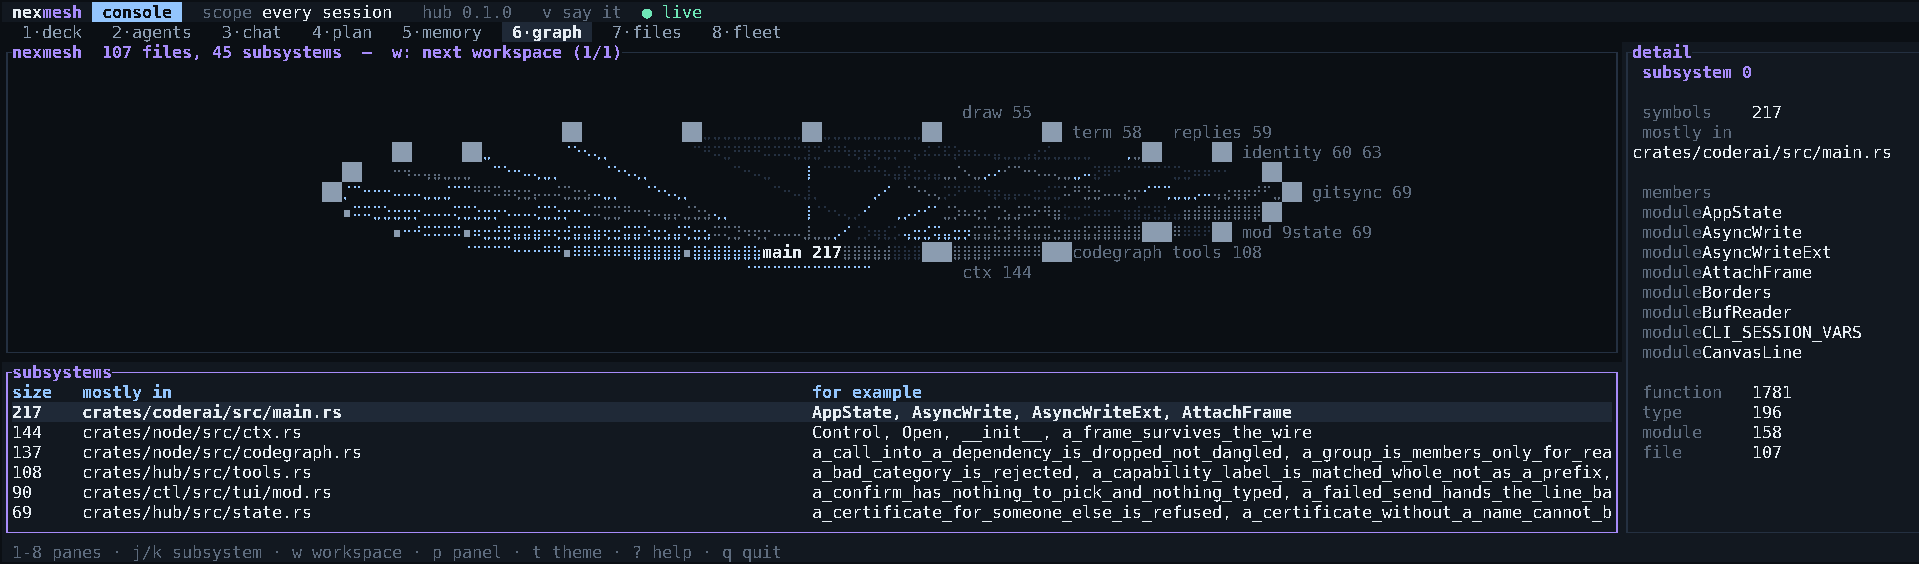 nexmesh console scope every session hub 0.1.0 v say it ● live
1·deck 2·agents 3·chat 4·plan 5·memory 6·graph 7·files 8·fleet
nexmesh 107 files, 45 subsystems — w: next workspace (1/1)
draw 55
term 58 replies 59
identity 60 63
gitsync 69
mod 9state 69
main 217 codegraph tools 108
ctx 144
subsystems
size mostly in for example
217 crates/coderai/src/main.rs AppState, AsyncWrite, AsyncWriteExt, AttachFrame
144 crates/node/src/ctx.rs Control, Open, __init__, a_frame_survives_the_wire
137 crates/node/src/codegraph.rs a_call_into_a_dependency_is_dropped_not_dangled, a_group_is_members_only_for_rea
108 crates/hub/src/tools.rs a_bad_category_is_rejected, a_capability_label_is_matched_whole_not_as_a_prefix,
90 crates/ctl/src/tui/mod.rs a_confirm_has_nothing_to_pick_and_nothing_typed, a_failed_send_hands_the_line_ba
69 crates/hub/src/state.rs a_certificate_for_someone_else_is_refused, a_certificate_without_a_name_cannot_b
detail
subsystem 0
symbols 217
mostly in
crates/coderai/src/main.rs
members
moduleAppState
moduleAsyncWrite
moduleAsyncWriteExt
moduleAttachFrame
moduleBorders
moduleBufReader
moduleCLI_SESSION_VARS
moduleCanvasLine
function 1781
type 196
module 158
file 107
1-8 panes · j/k subsystem · w workspace · p panel · t theme · ? help · q quit